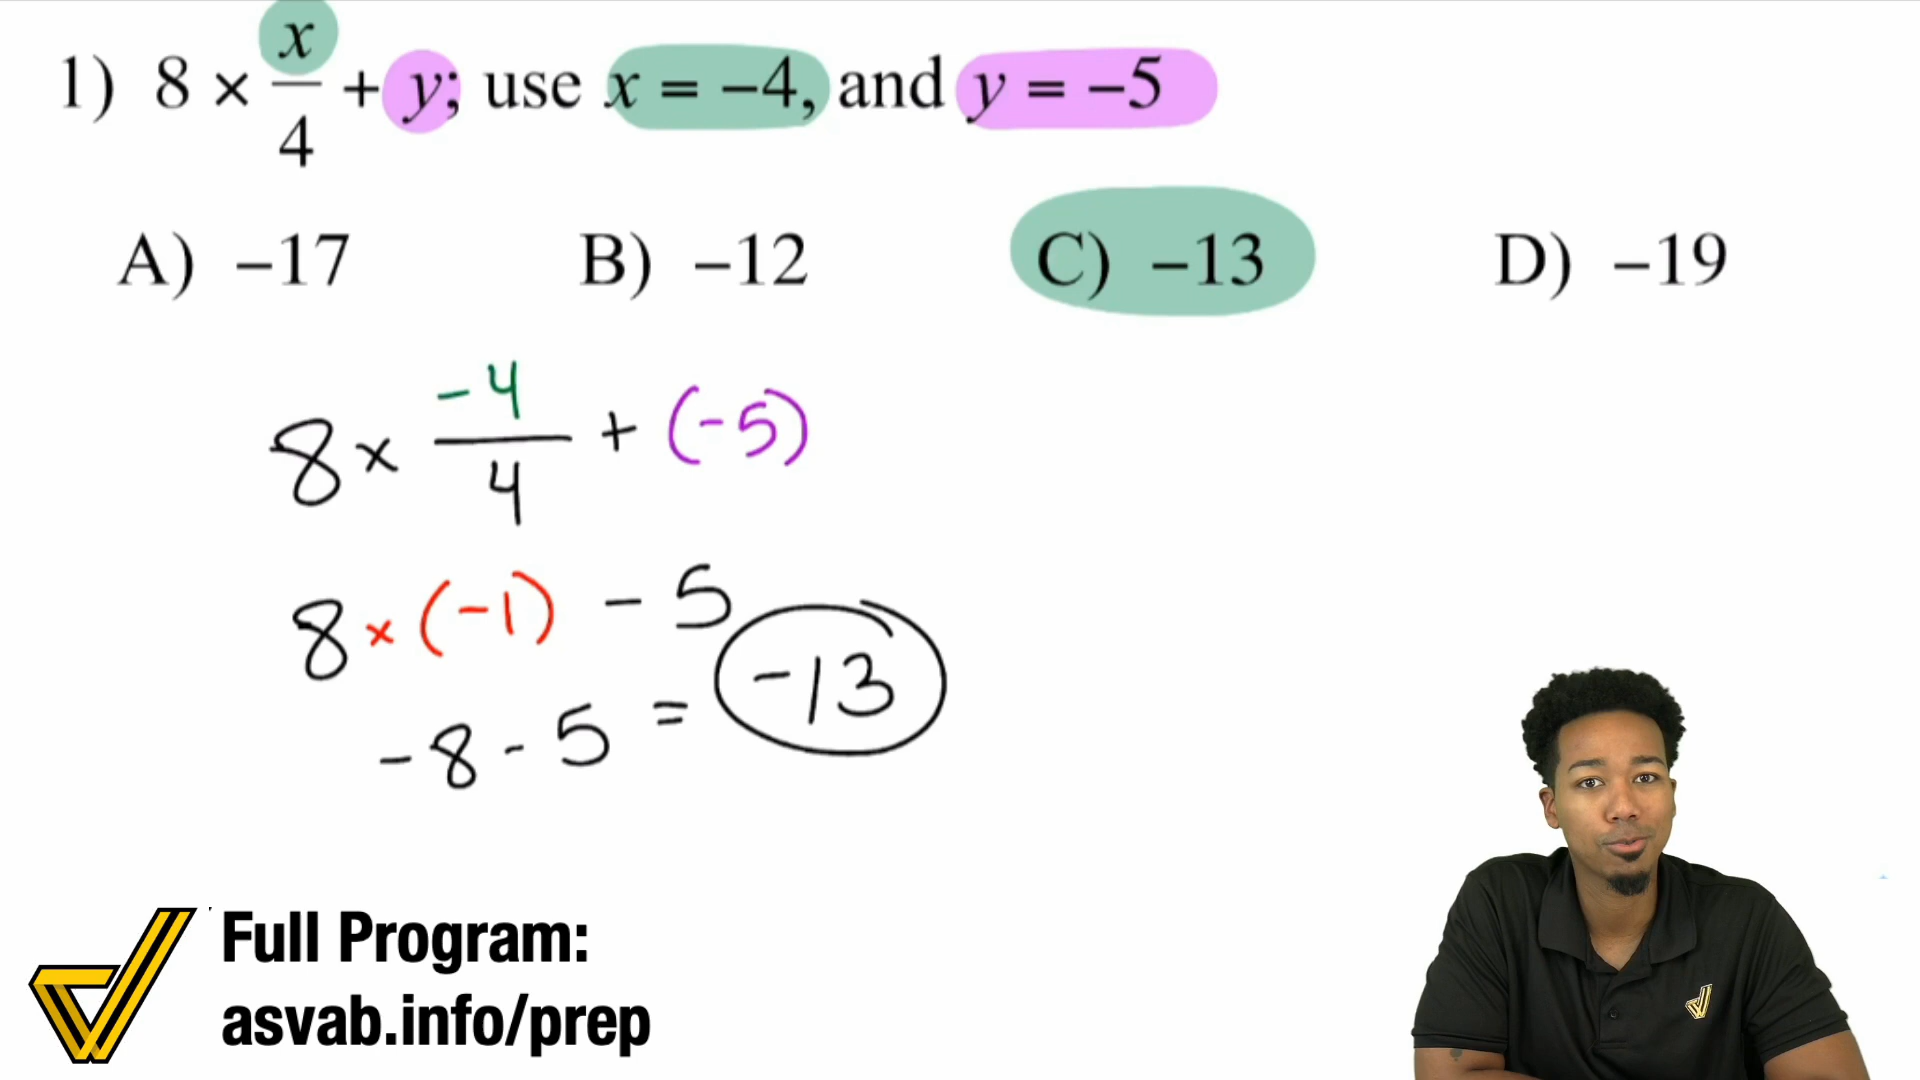 1) 8 × x/4 + y; use x = −4, and y = −5
A) −17 B) −12 C) −13 D) −19
8 × -4/4 + (-5)
8 × (-1) - 5
-8 - 5 = -13
Full Program:
asvab.info/prep